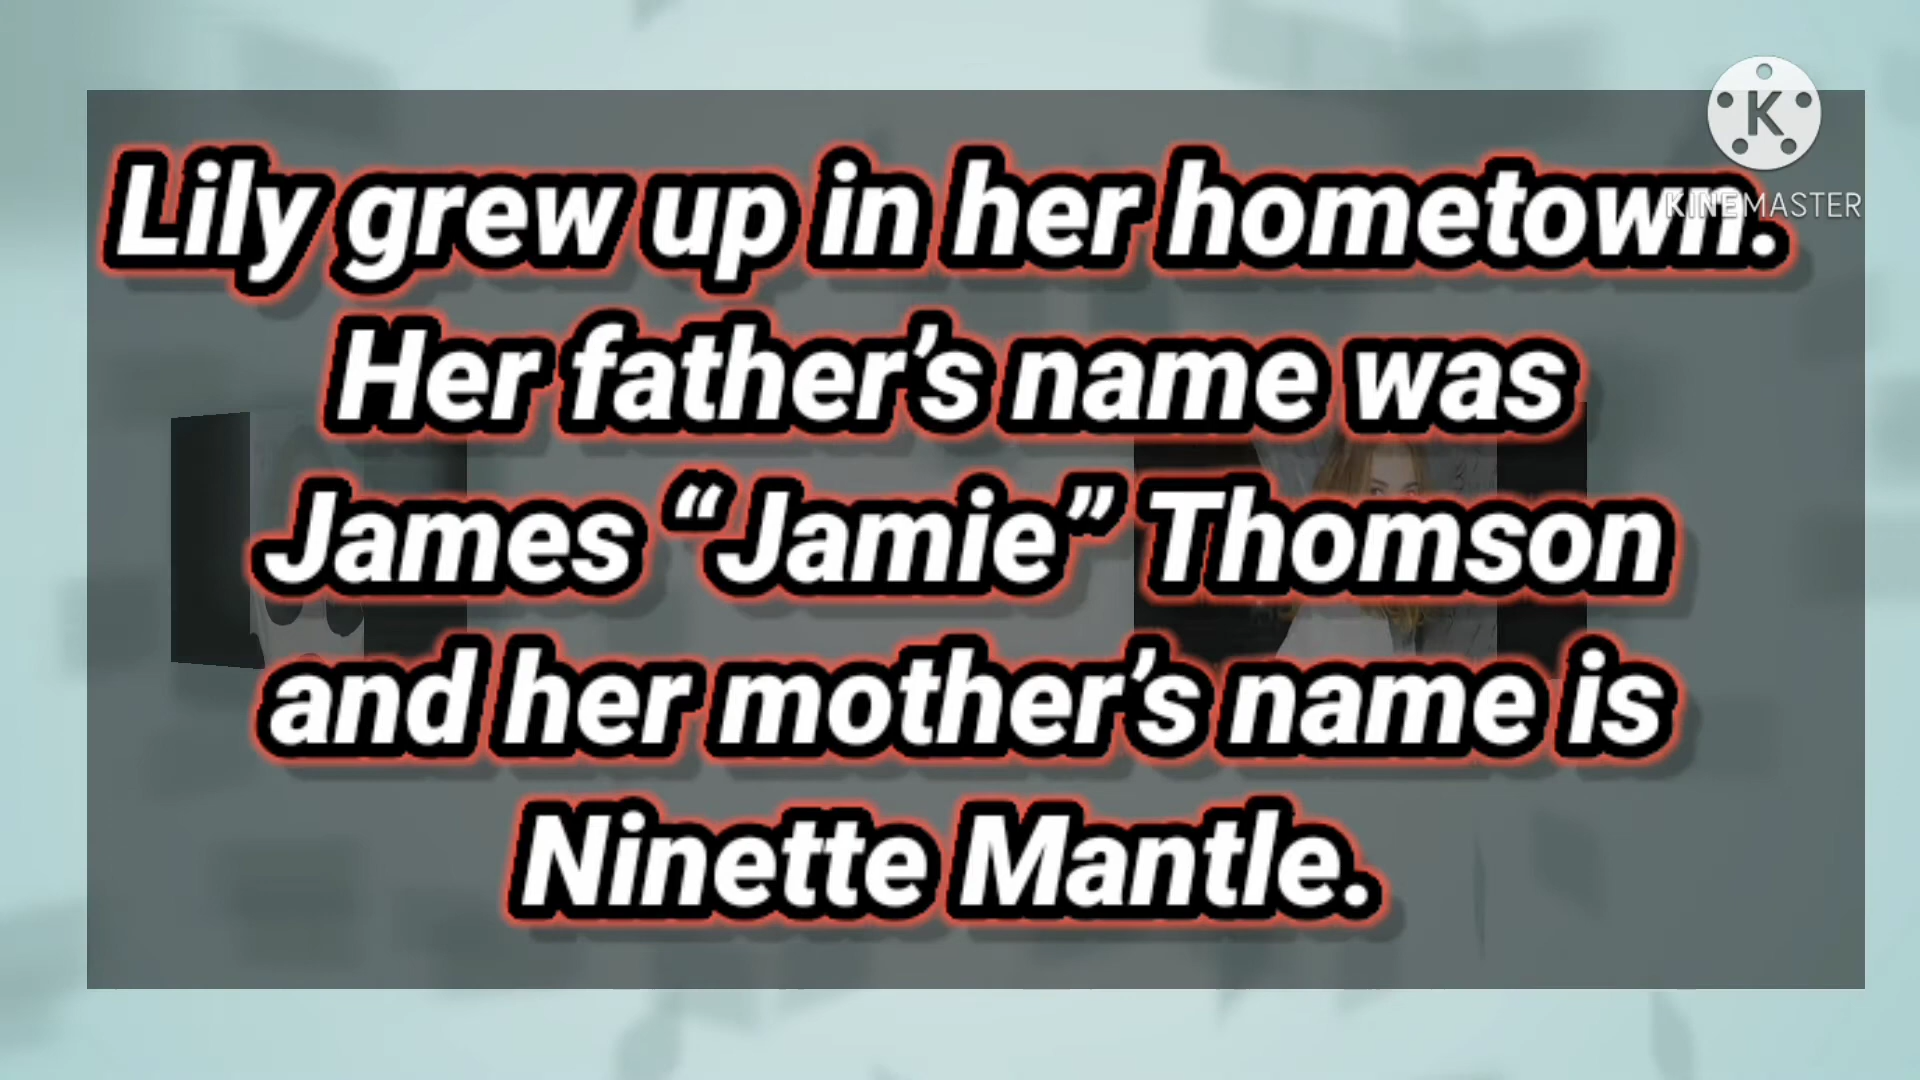 K
KINEMASTER
Lily grew up in her hometown.
Her father’s name was
James “Jamie” Thomson
and her mother’s name is
Ninette Mantle.